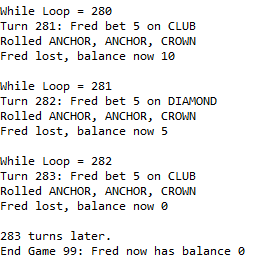 While Loop = 280
Turn 281: Fred bet 5 on CLUB
Rolled ANCHOR, ANCHOR, CROWN
Fred lost, balance now 10
While Loop = 281
Turn 282: Fred bet 5 on DIAMOND
Rolled ANCHOR, ANCHOR, CROWN
Fred lost, balance now 5
While Loop = 282
Turn 283: Fred bet 5 on CLUB
Rolled ANCHOR, ANCHOR, CROWN
Fred lost, balance now 0
283 turns later.
End Game 99: Fred now has balance 0